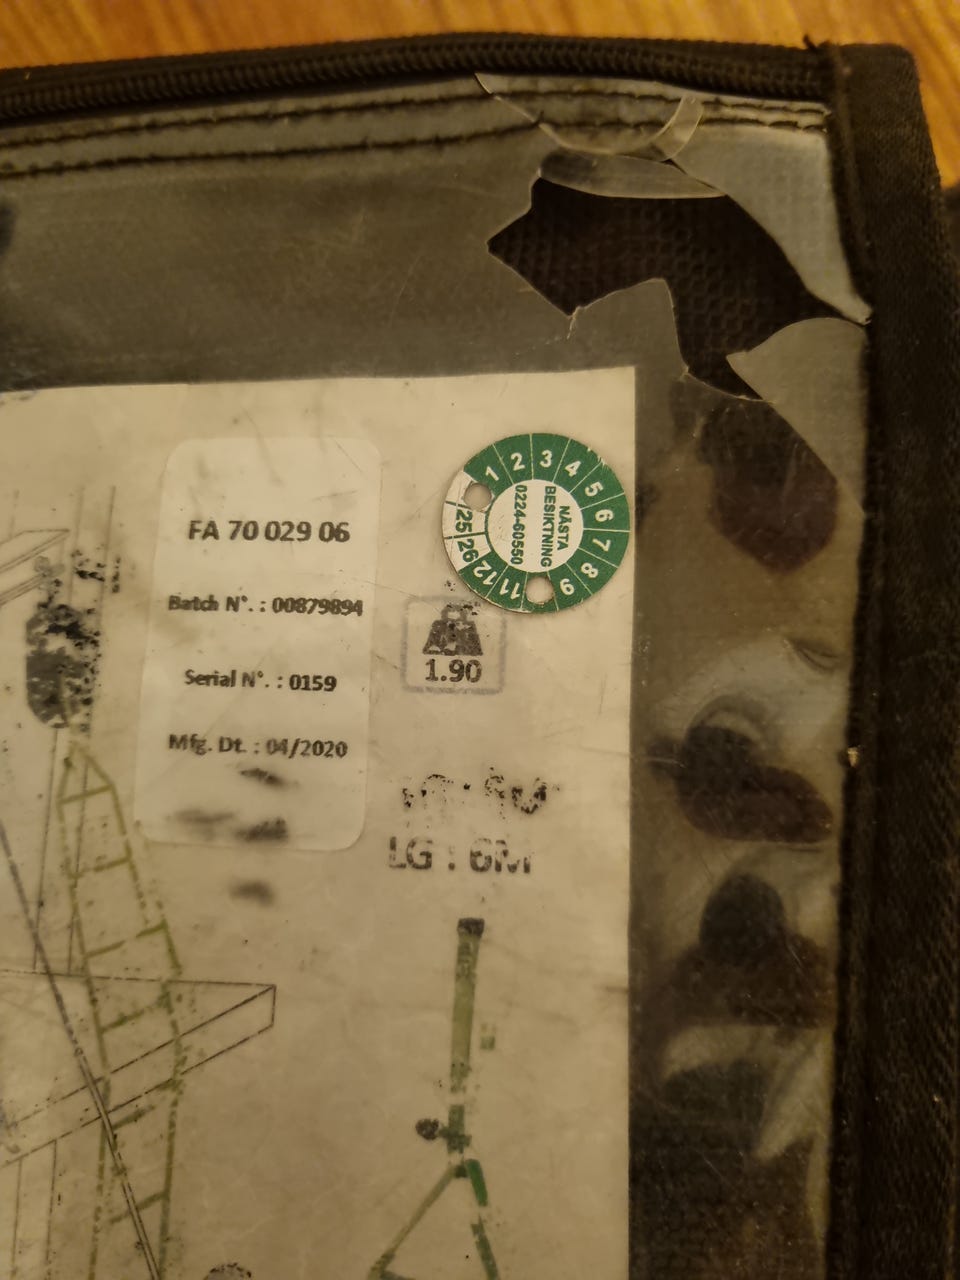 FA 70 029 06
Batch N°. : 00879894
Serial N°. : 0159
Mfg. Dt. : 04/2020
1 2 3 4 5 6 7 8 9 11 12 26 25
NÄSTA
BESIKTNING
0224-60550
1.90
LG : 6M